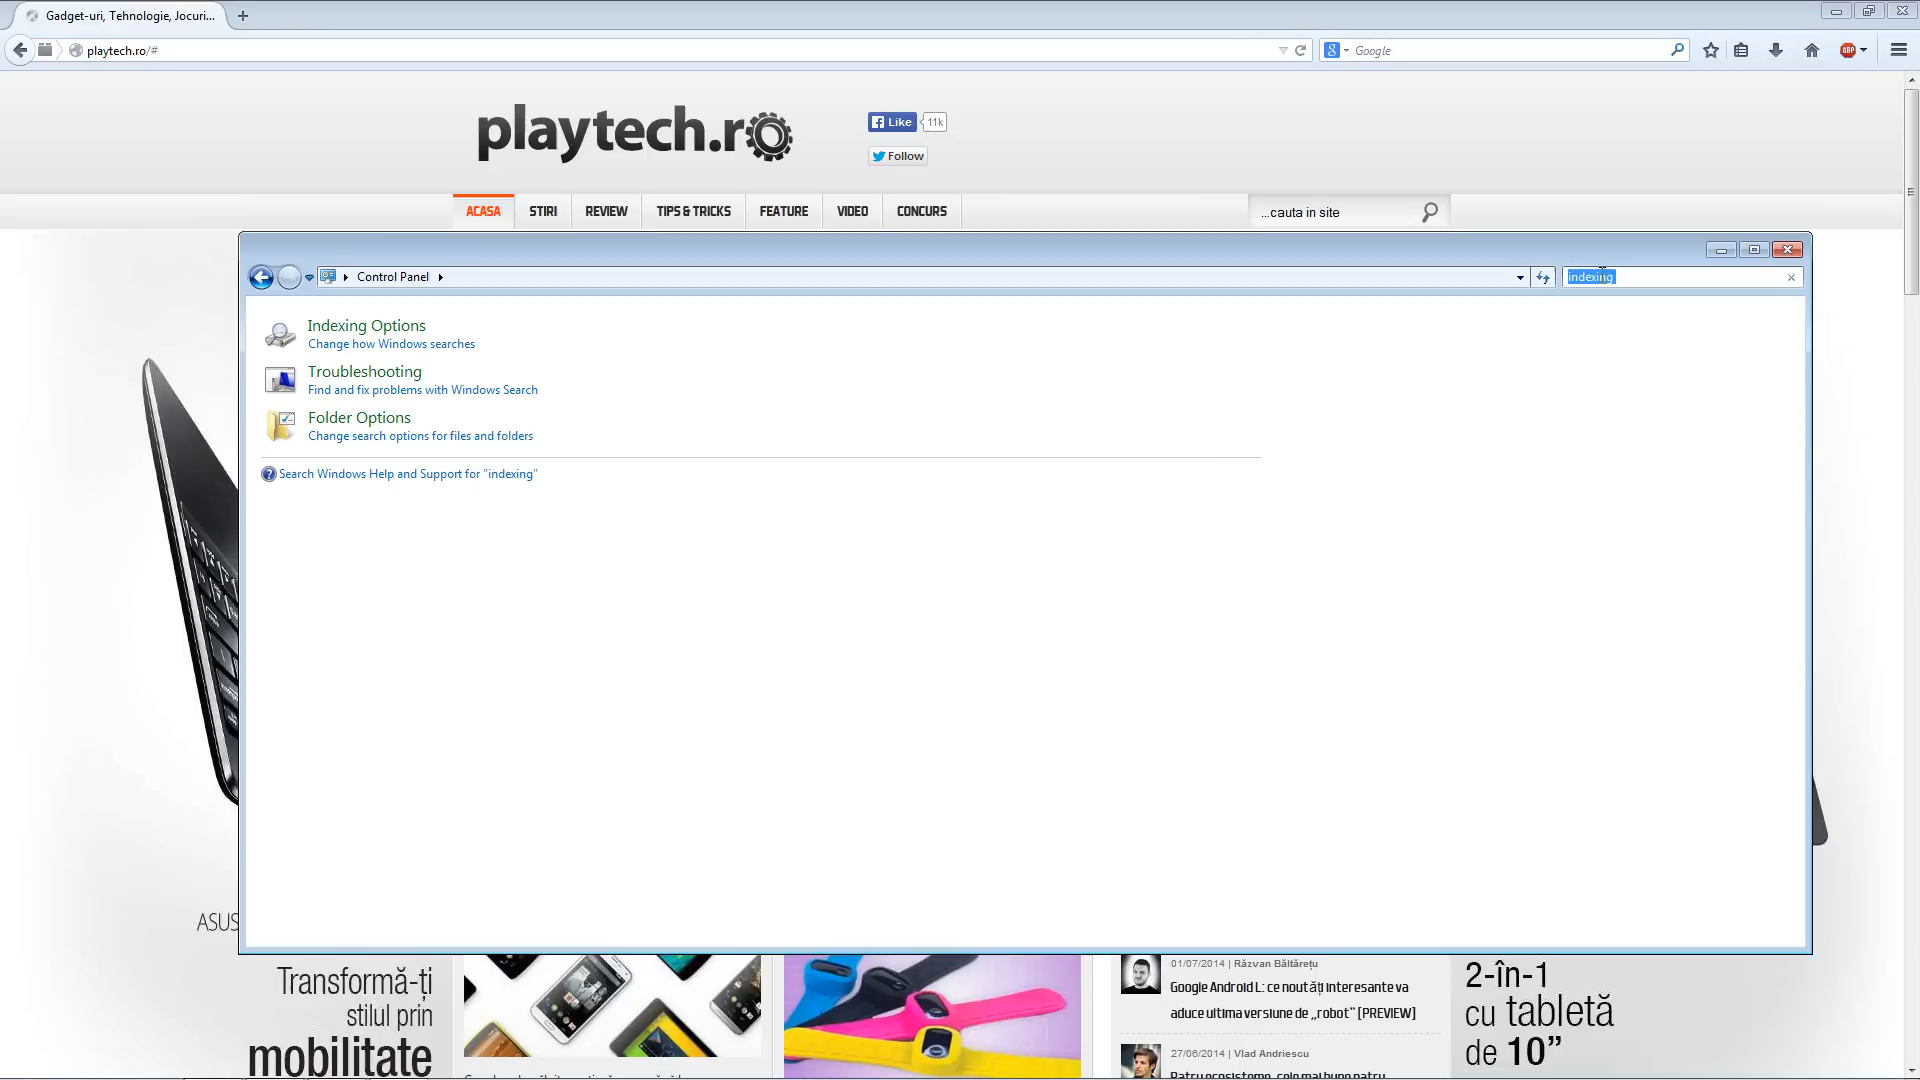 Gadget-uri, Tehnologie, Jocuri...
playtech.ro/#
Google
ABP
playtech.ro
Like
11k
Follow
ACASA
STIRI
REVIEW
TIPS & TRICKS
FEATURE
VIDEO
CONCURS
...cauta in site
Control Panel
indexing
Indexing Options
Change how Windows searches
Troubleshooting
Find and fix problems with Windows Search
Folder Options
Change search options for files and folders
Search Windows Help and Support for "indexing"
ASUS
Transformă-ți
stilul prin
mobilitate
01/07/2014 | Răzvan Băltărețu
Google Android L: ce noutăți interesante va
aduce ultima versiune de „robot” [PREVIEW]
27/06/2014 | Vlad Andriescu
2-în-1
cu tabletă
de 10”